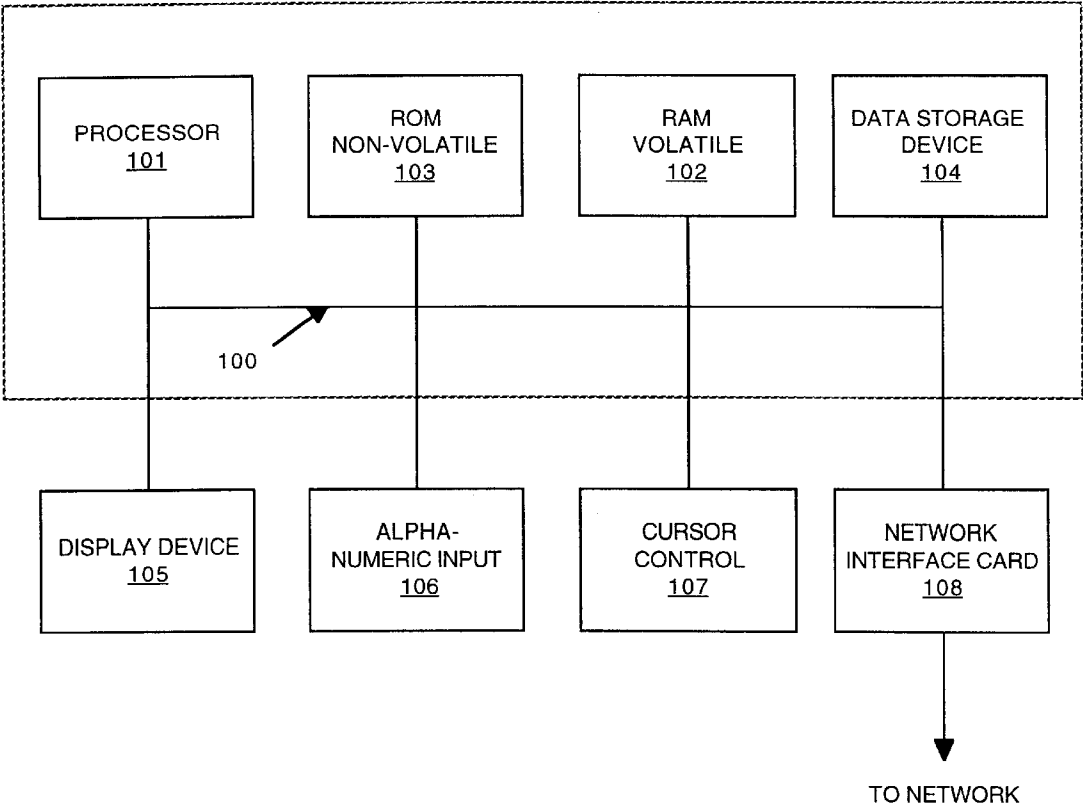 PROCESSOR
101
ROM
NON-VOLATILE
103
RAM
VOLATILE
102
DATA STORAGE
DEVICE
104
100
DISPLAY DEVICE
105
ALPHA-
NUMERIC INPUT
106
CURSOR
CONTROL
107
NETWORK
INTERFACE CARD
108
TO NETWORK